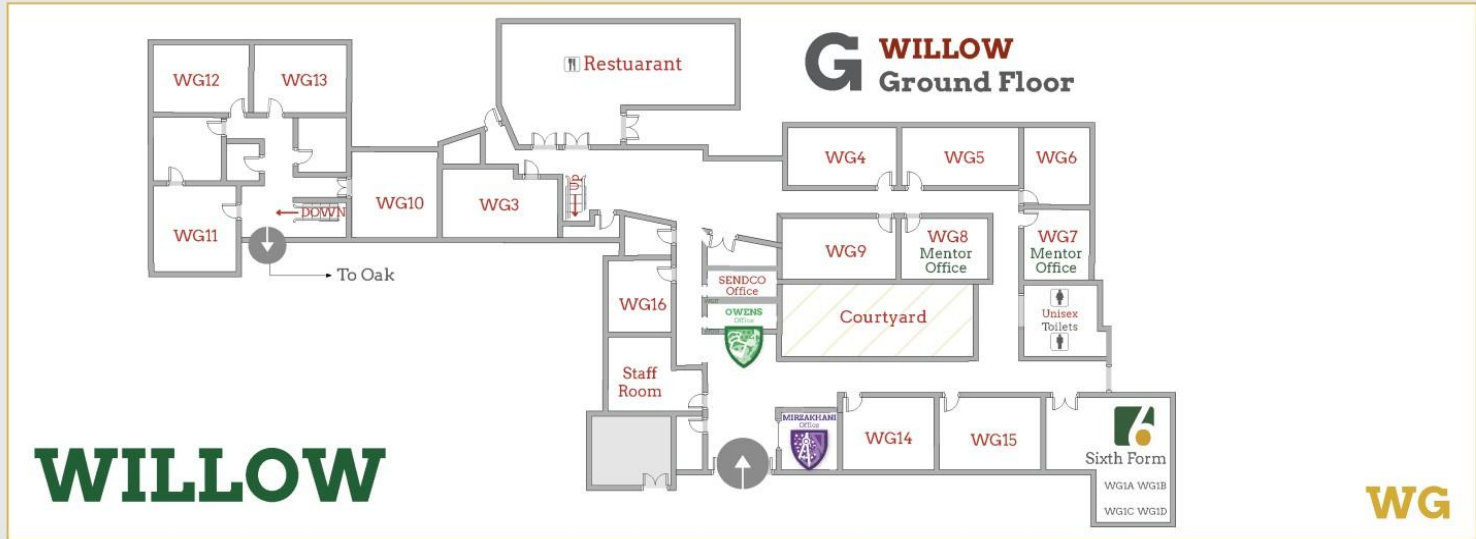 G WILLOW
Ground Floor
Restuarant
WG12
WG13
WG4
WG5
WG6
WG10
WG3
UP
DOWN
WG11
To Oak
WG9
WG8
Mentor
Office
WG7
Mentor
Office
SENDCO
Office
WG16
OWENS
Office
Courtyard
Unisex
Toilets
Staff
Room
MIRZAKHANI
Office
WG14
WG15
6
Sixth Form
WG1A WG1B
WG1C WG1D
WILLOW
WG